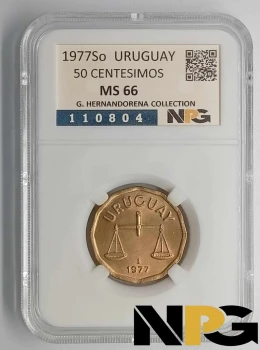 1977So URUGUAY
50 CENTESIMOS
MS 66
G. HERNANDORENA COLLECTION
110804 NPG
URUGUAY
1977
NPG